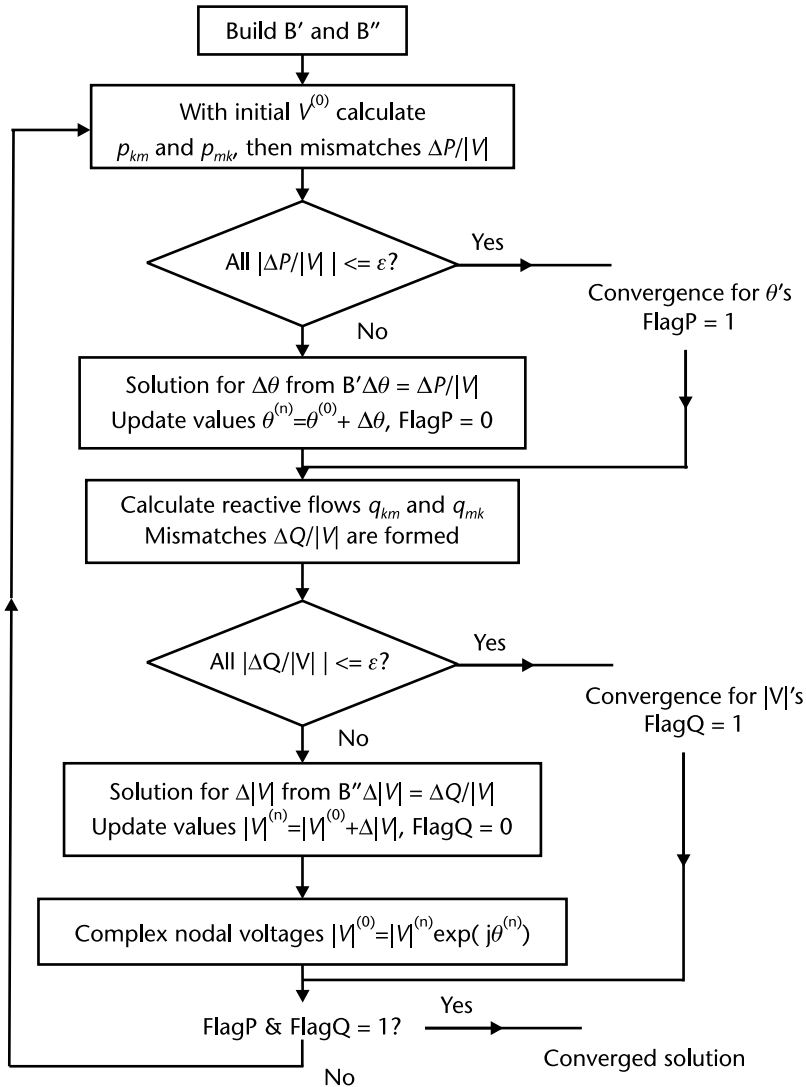 Build B′ and B″
With initial V⁽⁰⁾ calculate
pₖₘ and pₘₖ, then mismatches ΔP/|V|
All |ΔP/|V| | <= ε?
Yes
Convergence for θ's
FlagP = 1
No
Solution for Δθ from B′Δθ = ΔP/|V|
Update values θ⁽ⁿ⁾=θ⁽⁰⁾+ Δθ, FlagP = 0
Calculate reactive flows qₖₘ and qₘₖ
Mismatches ΔQ/|V| are formed
All |ΔQ/|V| | <= ε?
Yes
Convergence for |V|'s
FlagQ = 1
No
Solution for Δ|V| from B″Δ|V| = ΔQ/|V|
Update values |V|⁽ⁿ⁾=|V|⁽⁰⁾+Δ|V|, FlagQ = 0
Complex nodal voltages |V|⁽⁰⁾=|V|⁽ⁿ⁾exp( jθ⁽ⁿ⁾)
FlagP & FlagQ = 1?
Yes
Converged solution
No